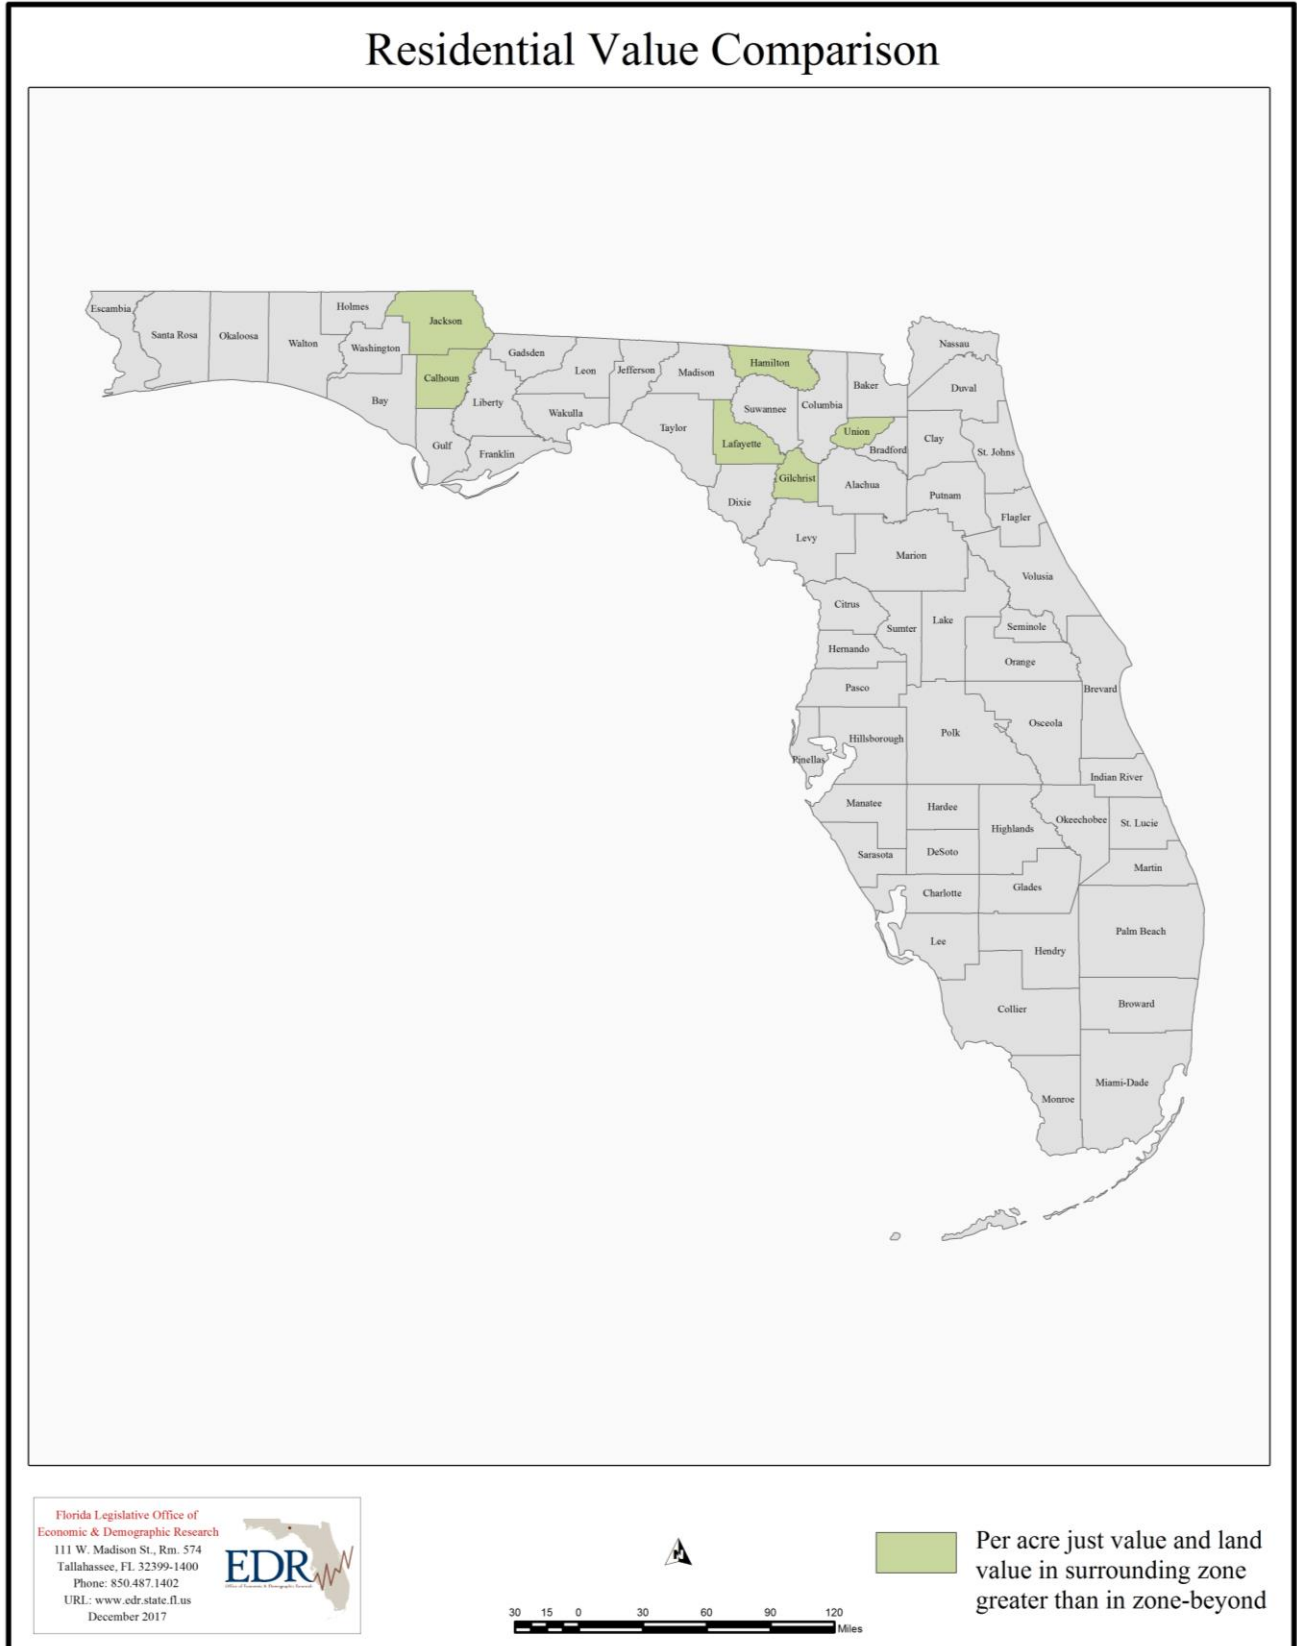 Residential Value Comparison
Escambia
Santa Rosa
Okaloosa
Walton
Holmes
Washington
Jackson
Bay
Calhoun
Gulf
Liberty
Franklin
Gadsden
Leon
Wakulla
Jefferson
Madison
Taylor
Hamilton
Suwannee
Lafayette
Dixie
Columbia
Gilchrist
Baker
Union
Bradford
Alachua
Levy
Nassau
Duval
Clay
St. Johns
Putnam
Flagler
Marion
Volusia
Citrus
Sumter
Lake
Seminole
Hernando
Orange
Pasco
Brevard
Osceola
Polk
Hillsborough
Pinellas
Indian River
Manatee
Hardee
Highlands
Okeechobee
St. Lucie
Sarasota
DeSoto
Martin
Charlotte
Glades
Lee
Hendry
Palm Beach
Collier
Broward
Miami-Dade
Monroe
Florida Legislative Office of
Economic & Demographic Research
111 W. Madison St., Rm. 574
Tallahassee, FL 32399-1400
Phone: 850.487.1402
URL: www.edr.state.fl.us
December 2017
EDR
Office of Economic & Demographic Research
N
30 15 0 30 60 90 120
Miles
Per acre just value and land
value in surrounding zone
greater than in zone-beyond